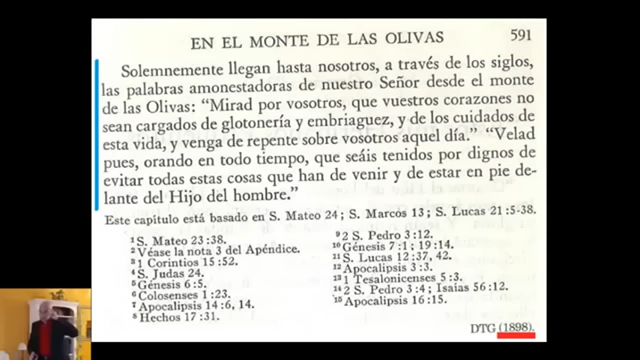 EN EL MONTE DE LAS OLIVAS 591
Solemnemente llegan hasta nosotros, a través de los siglos,
las palabras amonestadoras de nuestro Señor desde el monte
de las Olivas: “Mirad por vosotros, que vuestros corazones no
sean cargados de glotonería y embriaguez, y de los cuidados de
esta vida, y venga de repente sobre vosotros aquel día.” “Velad
pues, orando en todo tiempo, que seáis tenidos por dignos de
evitar todas estas cosas que han de venir y de estar en pie de-
lante del Hijo del hombre.”
Este capítulo está basado en S. Mateo 24; S. Marcos 13; S. Lucas 21:5-38.
1 S. Mateo 23:38.
2 Véase la nota 3 del Apéndice.
3 1 Corintios 15:52.
4 S. Judas 24.
5 Génesis 6:5.
6 Colosenses 1:23.
7 Apocalipsis 14:6, 14.
8 Hechos 17:31.
9 2 S. Pedro 3:12.
10 Génesis 7:1; 19:14.
11 S. Lucas 12:37, 42.
12 Apocalipsis 3:3.
13 1 Tesalonicenses 5:3.
14 2 S. Pedro 3:4; Isaías 56:12.
15 Apocalipsis 16:15.
DTG (1898).